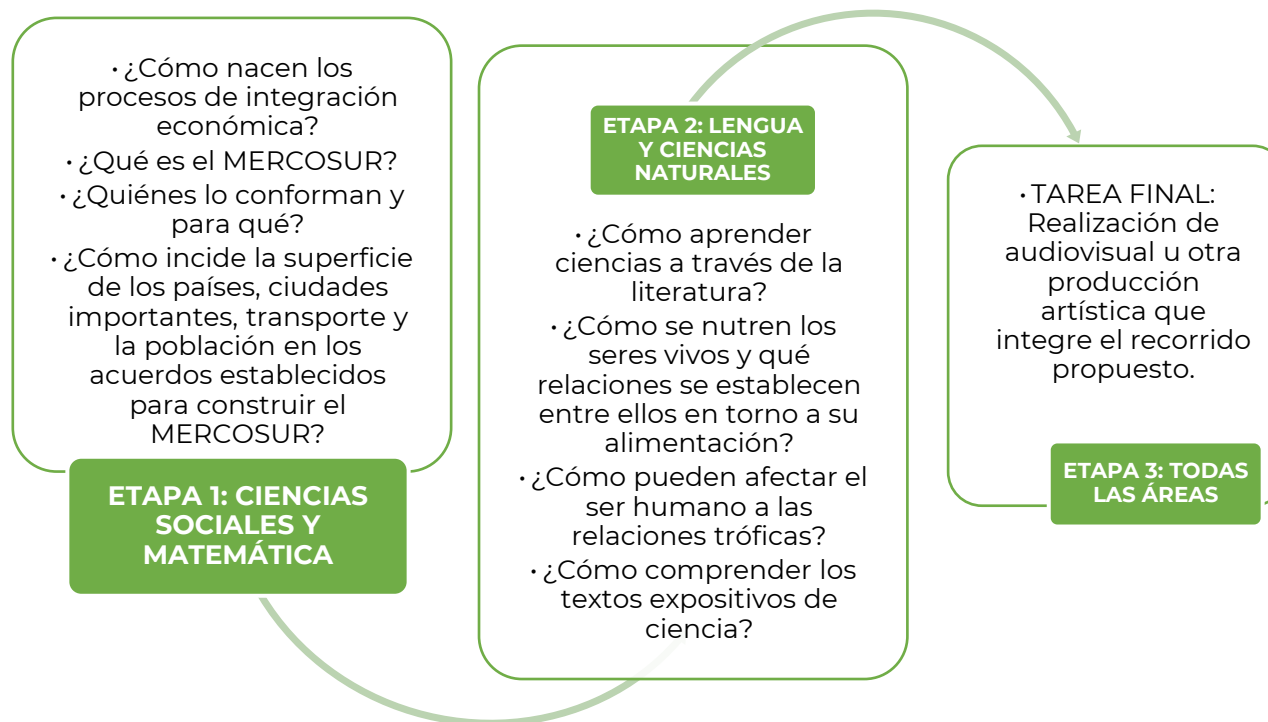 · ¿Cómo nacen los
procesos de integración
económica?
· ¿Qué es el MERCOSUR?
· ¿Quiénes lo conforman y
para qué?
· ¿Cómo incide la superficie
de los países, ciudades
importantes, transporte y
la población en los
acuerdos establecidos
para construir el
MERCOSUR?
ETAPA 1: CIENCIAS
SOCIALES Y
MATEMÁTICA
ETAPA 2: LENGUA
Y CIENCIAS
NATURALES
· ¿Cómo aprender
ciencias a través de la
literatura?
· ¿Cómo se nutren los
seres vivos y qué
relaciones se establecen
entre ellos en torno a su
alimentación?
· ¿Cómo pueden afectar el
ser humano a las
relaciones tróficas?
· ¿Cómo comprender los
textos expositivos de
ciencia?
· TAREA FINAL:
Realización de
audiovisual u otra
producción
artística que
integre el recorrido
propuesto.
ETAPA 3: TODAS
LAS ÁREAS